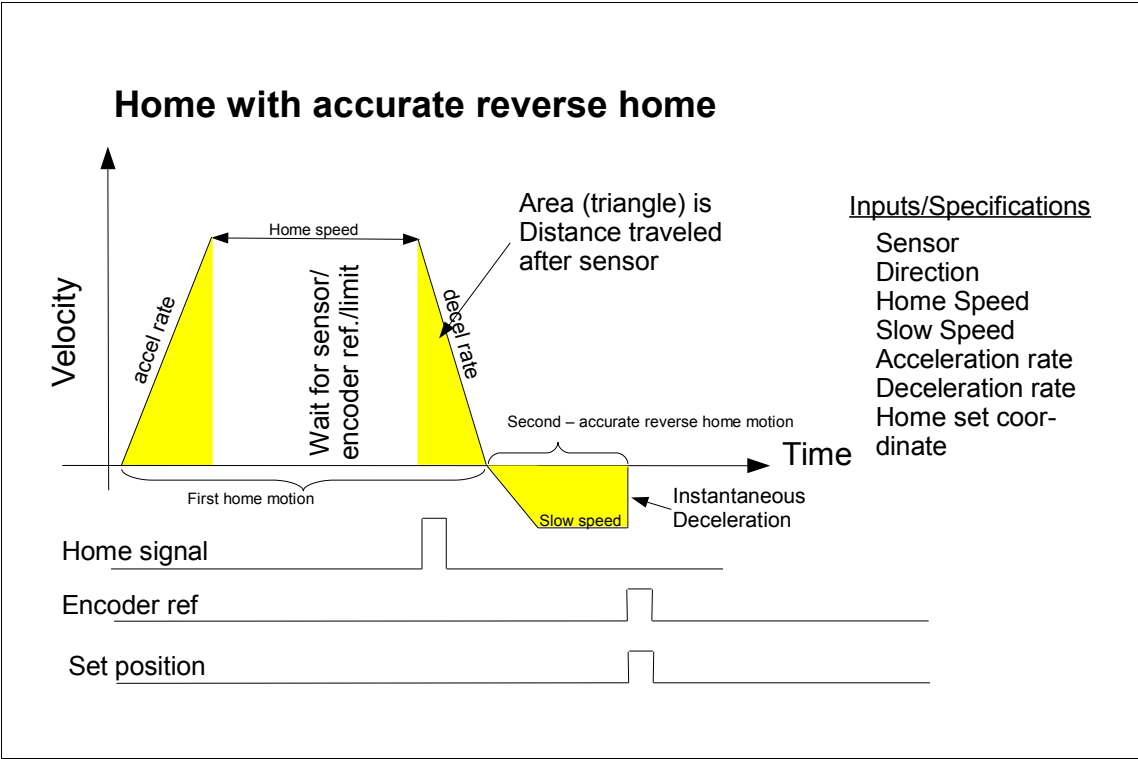 Home with accurate reverse home
Home speed
Area (triangle) is
Distance traveled
after sensor
Inputs/Specifications
Sensor
Direction
Home Speed
Slow Speed
Acceleration rate
Deceleration rate
Home set coor-
dinate
Velocity
accel rate
Wait for sensor/
encoder ref./limit
decel rate
Second – accurate reverse home motion
Time
First home motion
Slow speed
Instantaneous
Deceleration
Home signal
Encoder ref
Set position